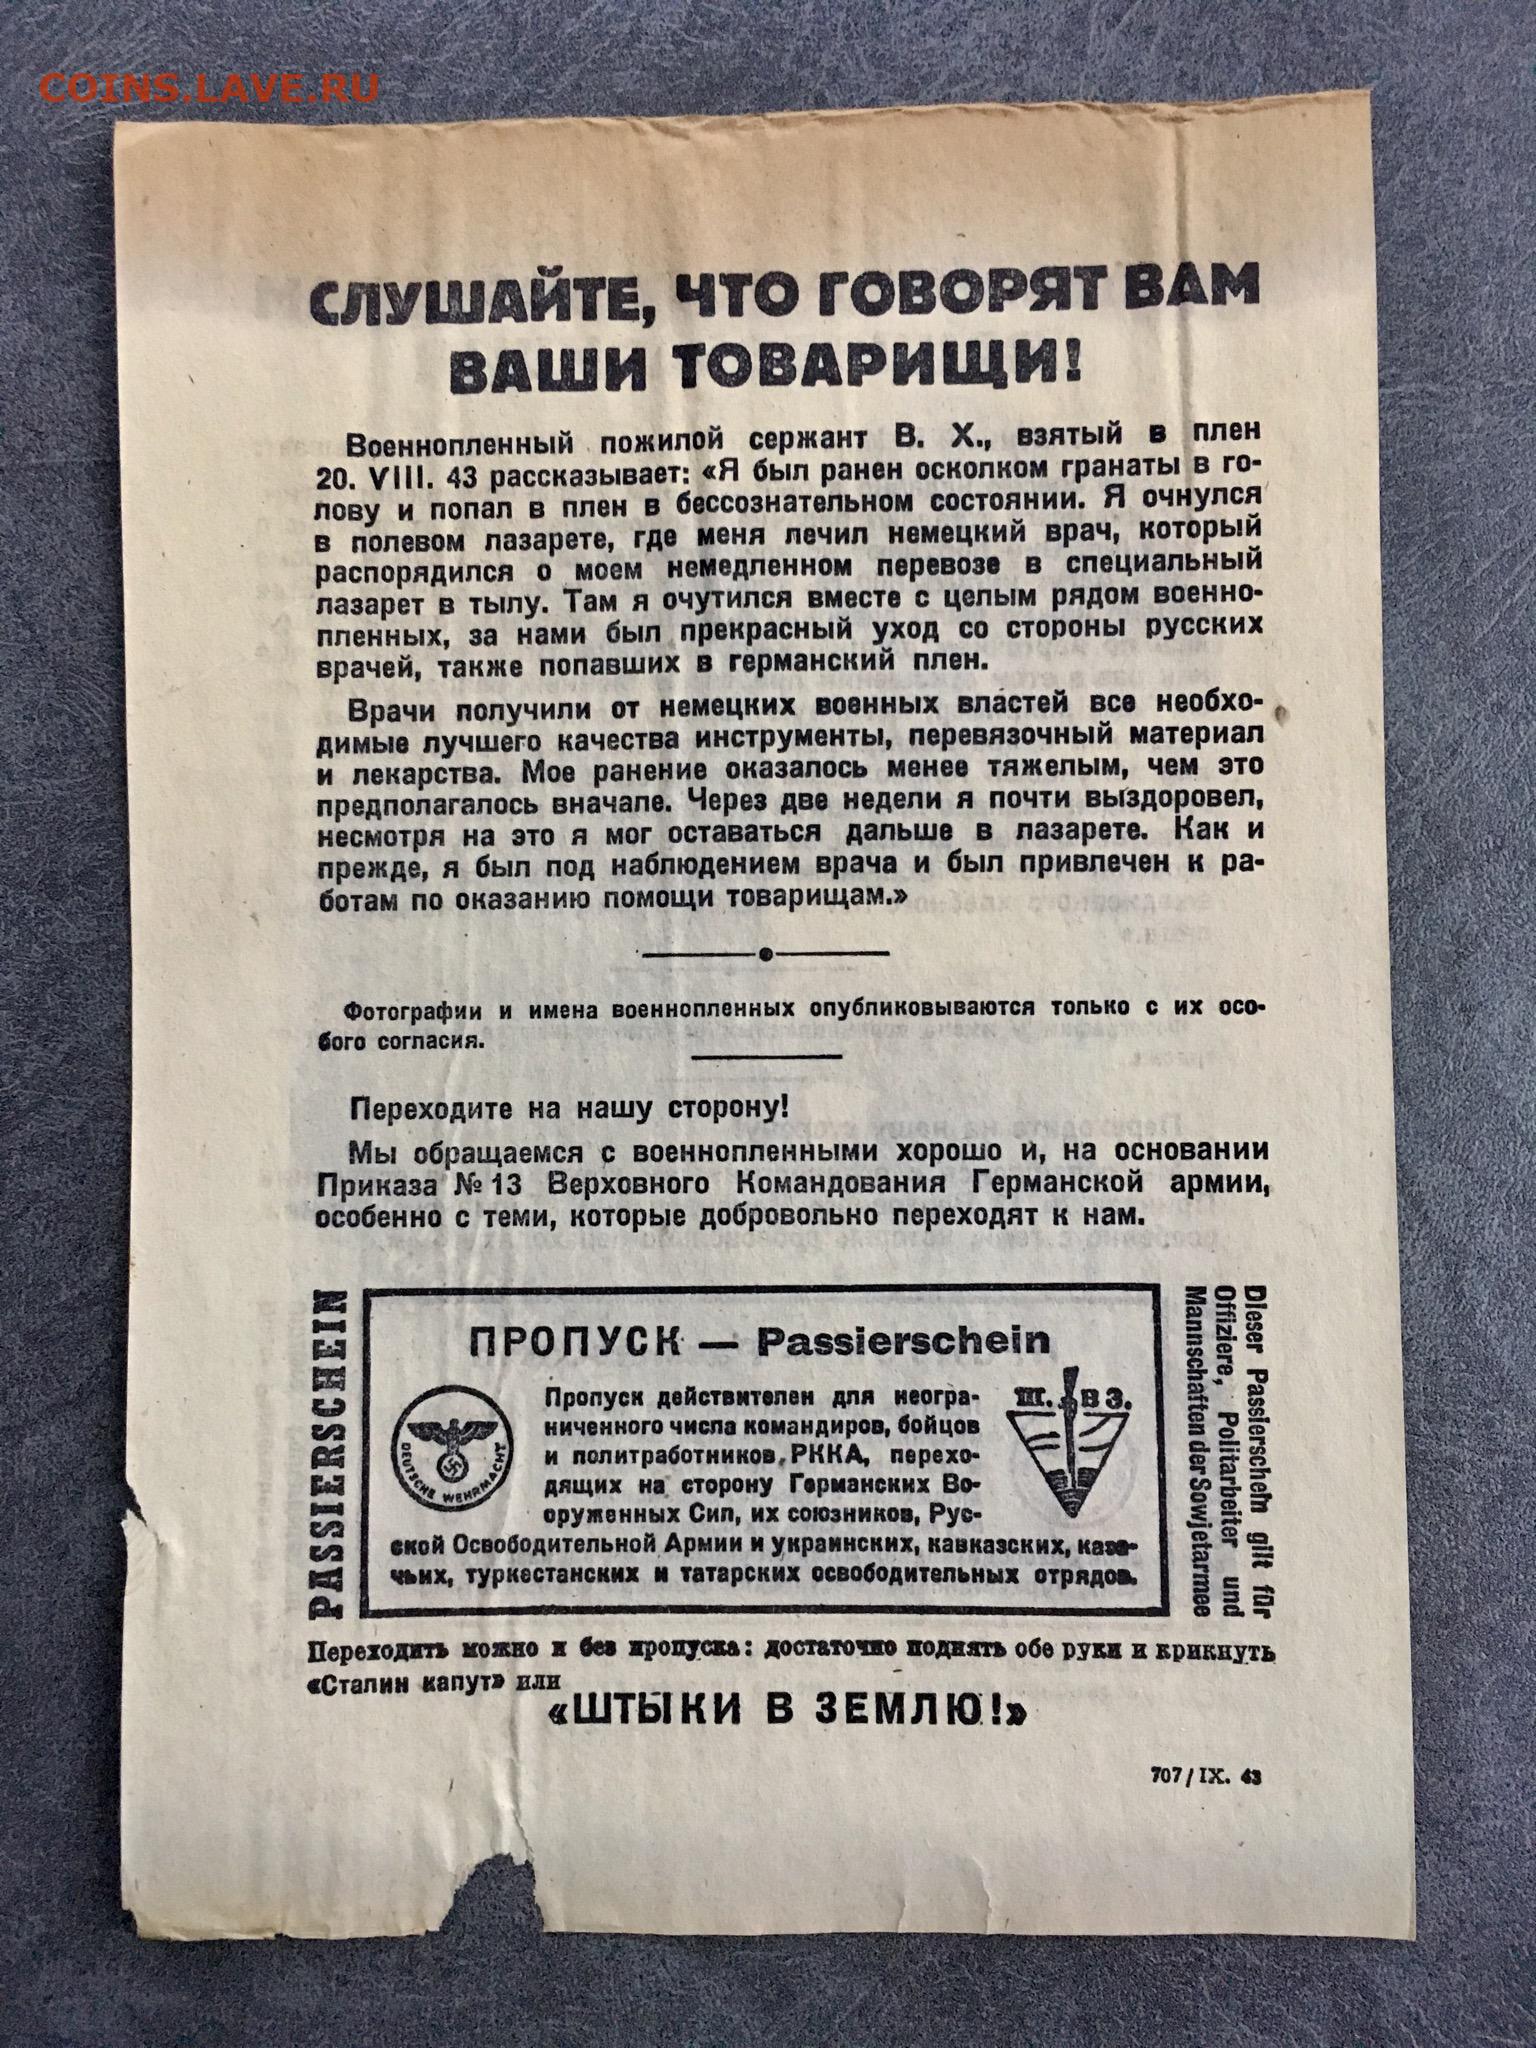 COINS.LAVE.RU
СЛУШАЙТЕ, ЧТО ГОВОРЯТ ВАМ
ВАШИ ТОВАРИЩИ!
Военнопленный пожилой сержант В. Х., взятый в плен
20. VIII. 43 рассказывает: «Я был ранен осколком гранаты в го-
лову и попал в плен в бессознательном состоянии. Я очнулся
в полевом лазарете, где меня лечил немецкий врач, который
распорядился о моем немедленном перевозе в специальный
лазарет в тылу. Там я очутился вместе с целым рядом военно-
пленных, за нами был прекрасный уход со стороны русских
врачей, также попавших в германский плен.
Врачи получили от немецких военных властей все необхо-
димые лучшего качества инструменты, перевязочный материал
и лекарства. Мое ранение оказалось менее тяжелым, чем это
предполагалось вначале. Через две недели я почти выздоровел,
несмотря на это я мог оставаться дальше в лазарете. Как и
прежде, я был под наблюдением врача и был привлечен к ра-
ботам по оказанию помощи товарищам.»
Фотографии и имена военнопленных опубликовываются только с их осо-
бого согласия.
Переходите на нашу сторону!
Мы обращаемся с военнопленными хорошо и, на основании
Приказа № 13 Верховного Командования Германской армии,
особенно с теми, которые добровольно переходят к нам.
PASSIERSCHEIN
ПРОПУСК — Passierschein
DEUTSCHE WEHRMACHT
Пропуск действителен для неогра-
ниченного числа командиров, бойцов
и политработников РККА, перехо-
дящих на сторону Германских Во-
оруженных Сил, их союзников, Рус-
ской Освободительной Армии и украинских, кавказских, каза-
чьих, туркестанских и татарских освободительных отрядов.
Ш. В З.
Dieser Passierschein gilt für
Offiziere, Politarbeiter und
Mannschaften der Sowjetarmee
Переходить можно и без пропуска: достаточно поднять обе руки и крикнуть
«Сталин капут» или
«ШТЫКИ В ЗЕМЛЮ!»
707/IX. 43